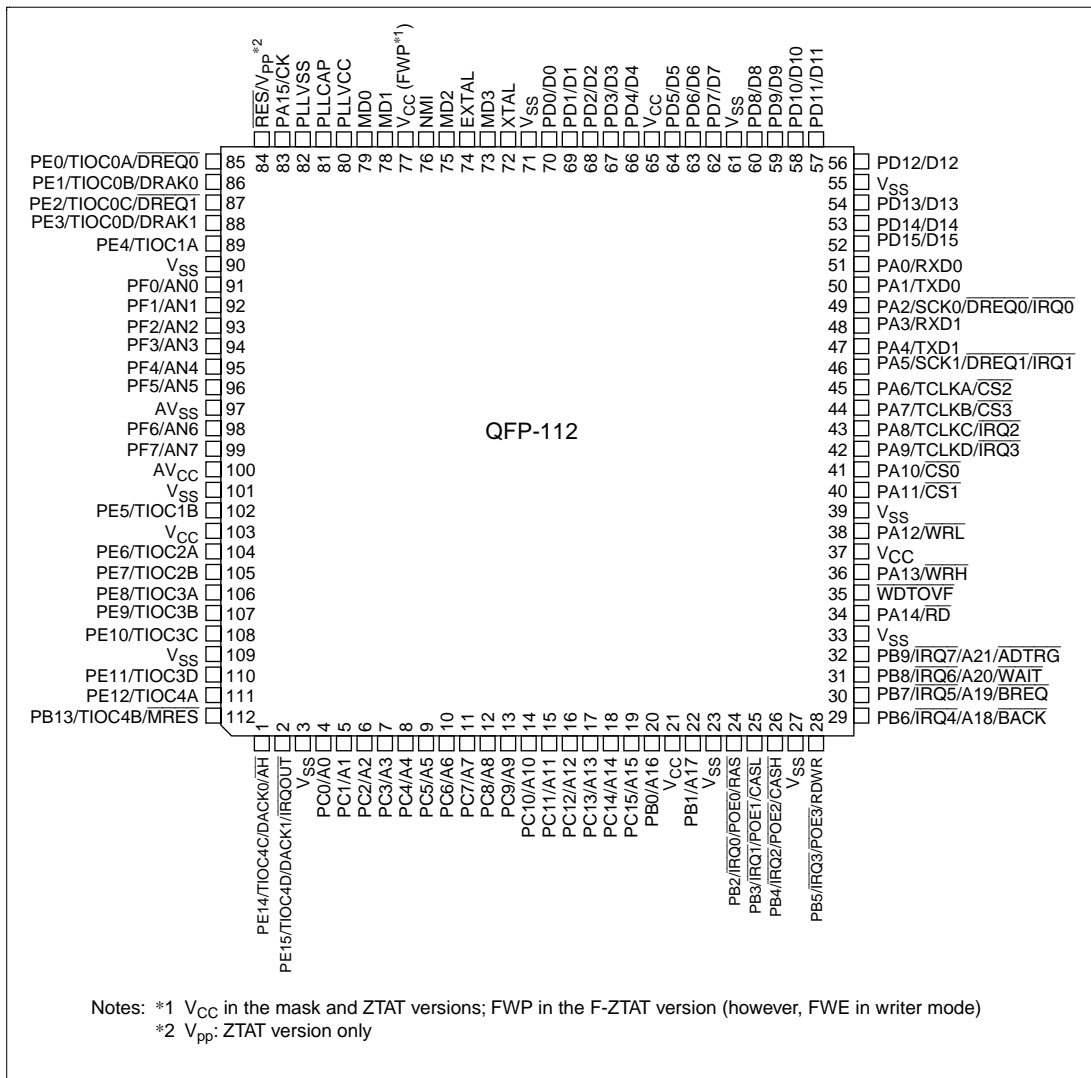 RES/VPP*2
PA15/CK
PLLVSS
PLLCAP
PLLVCC
MD0
MD1
VCC (FWP*1)
NMI
MD2
EXTAL
MD3
XTAL
VSS
PD0/D0
PD1/D1
PD2/D2
PD3/D3
PD4/D4
VCC
PD5/D5
PD6/D6
PD7/D7
VSS
PD8/D8
PD9/D9
PD10/D10
PD11/D11
84 83 82 81 80 79 78 77 76 75 74 73 72 71 70 69 68 67 66 65 64 63 62 61 60 59 58 57
PE0/TIOC0A/DREQ0 85
PE1/TIOC0B/DRAK0 86
PE2/TIOC0C/DREQ1 87
PE3/TIOC0D/DRAK1 88
PE4/TIOC1A 89
VSS 90
PF0/AN0 91
PF1/AN1 92
PF2/AN2 93
PF3/AN3 94
PF4/AN4 95
PF5/AN5 96
AVSS 97
PF6/AN6 98
PF7/AN7 99
AVCC 100
VSS 101
PE5/TIOC1B 102
VCC 103
PE6/TIOC2A 104
PE7/TIOC2B 105
PE8/TIOC3A 106
PE9/TIOC3B 107
PE10/TIOC3C 108
VSS 109
PE11/TIOC3D 110
PE12/TIOC4A 111
PB13/TIOC4B/MRES 112
QFP-112
56 PD12/D12
55 VSS
54 PD13/D13
53 PD14/D14
52 PD15/D15
51 PA0/RXD0
50 PA1/TXD0
49 PA2/SCK0/DREQ0/IRQ0
48 PA3/RXD1
47 PA4/TXD1
46 PA5/SCK1/DREQ1/IRQ1
45 PA6/TCLKA/CS2
44 PA7/TCLKB/CS3
43 PA8/TCLKC/IRQ2
42 PA9/TCLKD/IRQ3
41 PA10/CS0
40 PA11/CS1
39 VSS
38 PA12/WRL
37 VCC
36 PA13/WRH
35 WDTOVF
34 PA14/RD
33 VSS
32 PB9/IRQ7/A21/ADTRG
31 PB8/IRQ6/A20/WAIT
30 PB7/IRQ5/A19/BREQ
29 PB6/IRQ4/A18/BACK
1 2 3 4 5 6 7 8 9 10 11 12 13 14 15 16 17 18 19 20 21 22 23 24 25 26 27 28
PE14/TIOC4C/DACK0/AH
PE15/TIOC4D/DACK1/IRQOUT
VSS
PC0/A0
PC1/A1
PC2/A2
PC3/A3
PC4/A4
PC5/A5
PC6/A6
PC7/A7
PC8/A8
PC9/A9
PC10/A10
PC11/A11
PC12/A12
PC13/A13
PC14/A14
PC15/A15
PB0/A16
VCC
PB1/A17
VSS
PB2/IRQ0/POE0/RAS
PB3/IRQ1/POE1/CASL
PB4/IRQ2/POE2/CASH
VSS
PB5/IRQ3/POE3/RDWR
Notes: *1 VCC in the mask and ZTAT versions; FWP in the F-ZTAT version (however, FWE in writer mode)
*2 Vpp: ZTAT version only